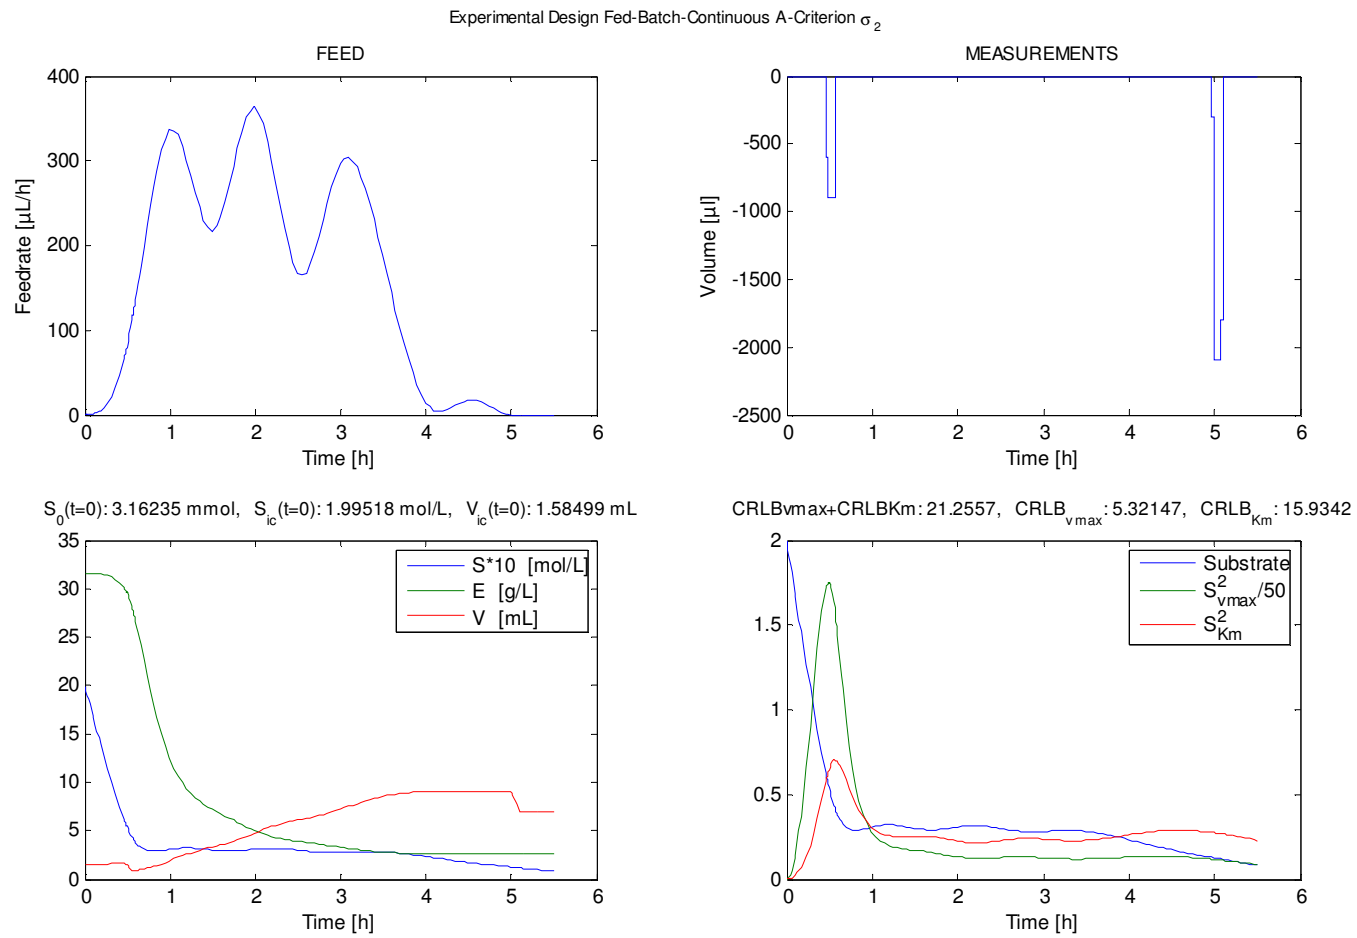 Experimental Design Fed-Batch-Continuous A-Criterion σ2
FEED
400
300
200
100
0
Feedrate [µL/h]
0 1 2 3 4 5 6
Time [h]
MEASUREMENTS
0
-500
-1000
-1500
-2000
-2500
Volume [µl]
0 1 2 3 4 5 6
Time [h]
S0(t=0): 3.16235 mmol, Sic(t=0): 1.99518 mol/L, Vic(t=0): 1.58499 mL
35
30
25
20
15
10
5
0
S*10 [mol/L]
E [g/L]
V [mL]
0 1 2 3 4 5 6
Time [h]
CRLBvmax+CRLBKm: 21.2557, CRLBvmax: 5.32147, CRLBKm: 15.9342
2
1.5
1
0.5
0
Substrate
S²vmax/50
S²Km
0 1 2 3 4 5 6
Time [h]